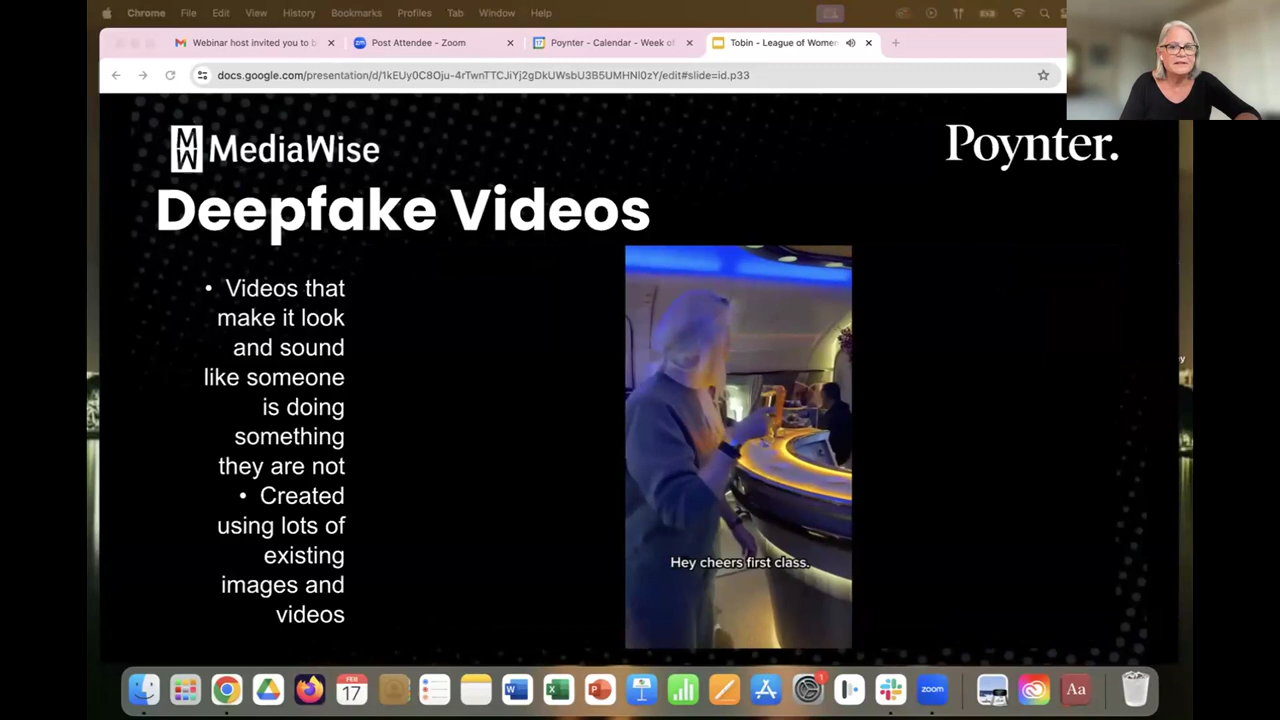 Chrome File Edit View History Bookmarks Profiles Tab Window Help
Webinar host invited you to b
Post Attendee - Zoom
Poynter - Calendar - Week of
Tobin - League of Women
docs.google.com/presentation/d/1kEUy0C8Oju-4rTwnTTCJiYj2gDkUWsbU3B5UMHNl0zY/edit#slide=id.p33
MW MediaWise
Poynter.
Deepfake Videos
• Videos that
make it look
and sound
like someone
is doing
something
they are not
• Created
using lots of
existing
images and
videos
Hey cheers first class.
FEB
17
1
zoom
Aa